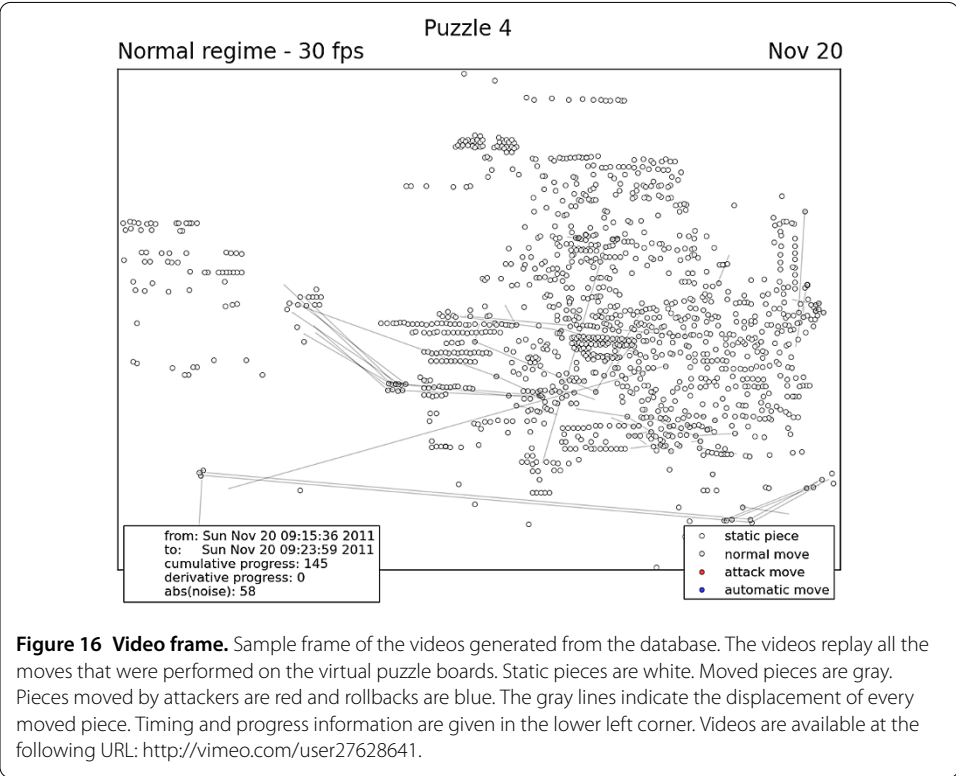 Puzzle 4
Normal regime - 30 fps
Nov 20
from: Sun Nov 20 09:15:36 2011
to: Sun Nov 20 09:23:59 2011
cumulative progress: 145
derivative progress: 0
abs(noise): 58
static piece
normal move
attack move
automatic move
Figure 16 Video frame. Sample frame of the videos generated from the database. The videos replay all the
moves that were performed on the virtual puzzle boards. Static pieces are white. Moved pieces are gray.
Pieces moved by attackers are red and rollbacks are blue. The gray lines indicate the displacement of every
moved piece. Timing and progress information are given in the lower left corner. Videos are available at the
following URL: http://vimeo.com/user27628641.